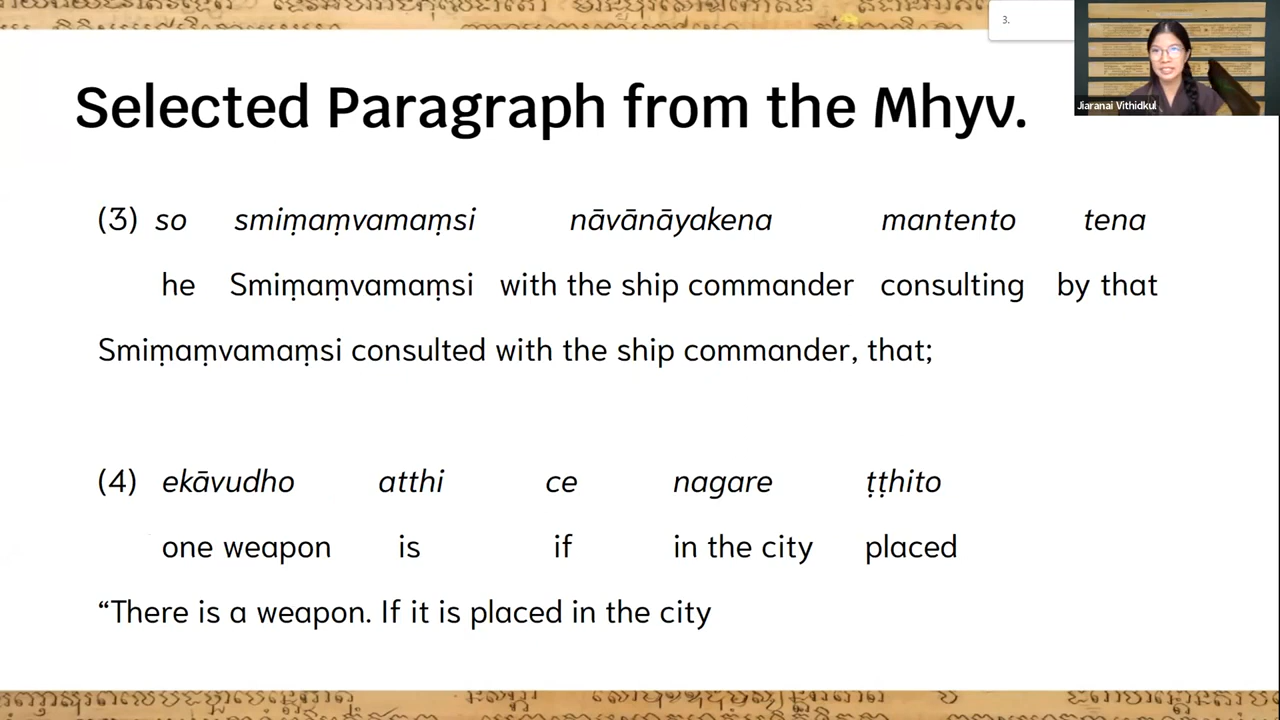 3.
Jiaranai Vithidkul
Selected Paragraph from the Mhyv.
(3) so smiṃaṃvamaṃsi nāvānāyakena mantento tena
he Smiṃaṃvamaṃsi with the ship commander consulting by that
Smiṃaṃvamaṃsi consulted with the ship commander, that;
(4) ekāvudho atthi ce nagare ṭṭhito
one weapon is if in the city placed
“There is a weapon. If it is placed in the city